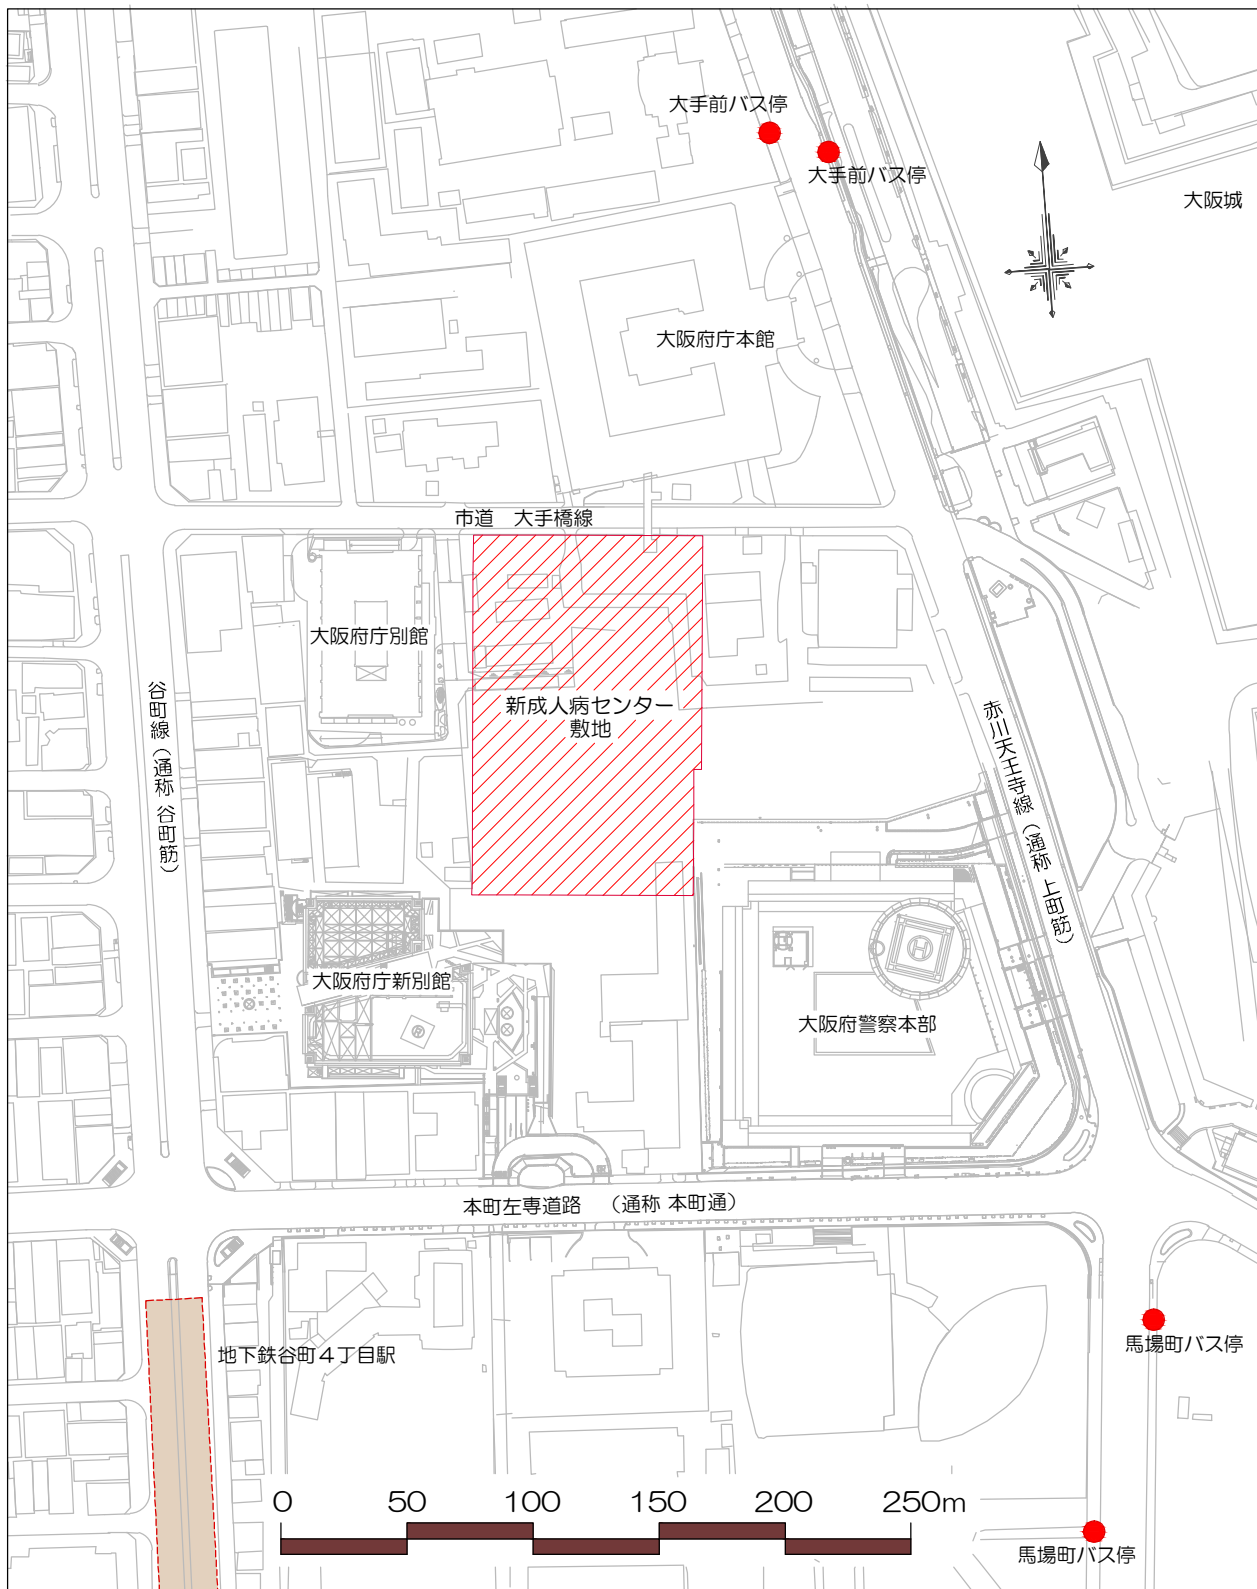 大手前バス停
大手前バス停
大阪城
大阪府庁本館
市道　大手橋線
大阪府庁別館
新成人病センター
敷地
谷町線（通称 谷町筋）
赤川天王寺線（通称 上町筋）
大阪府庁新別館
大阪府警察本部
本町左専道路　（通称 本町通）
馬場町バス停
地下鉄谷町４丁目駅
0 50 100 150 200 250m
馬場町バス停